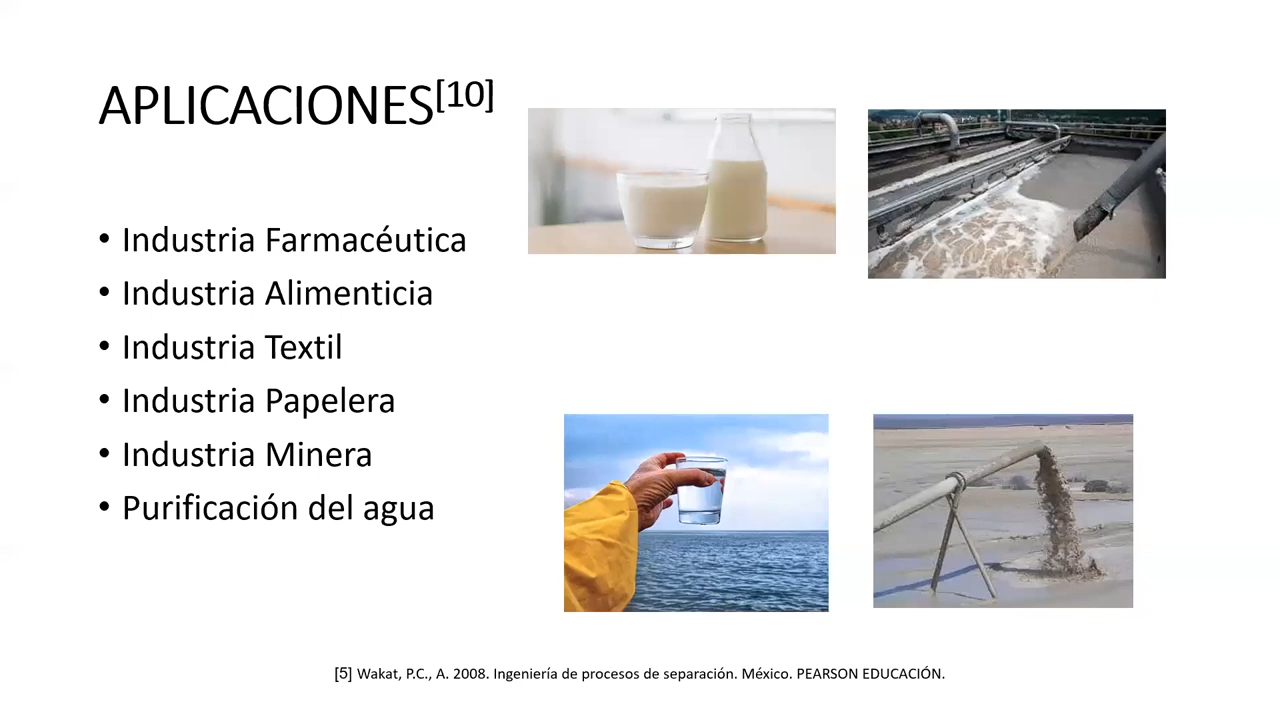 APLICACIONES[10]
• Industria Farmacéutica
• Industria Alimenticia
• Industria Textil
• Industria Papelera
• Industria Minera
• Purificación del agua
[5] Wakat, P.C., A. 2008. Ingeniería de procesos de separación. México. PEARSON EDUCACIÓN.